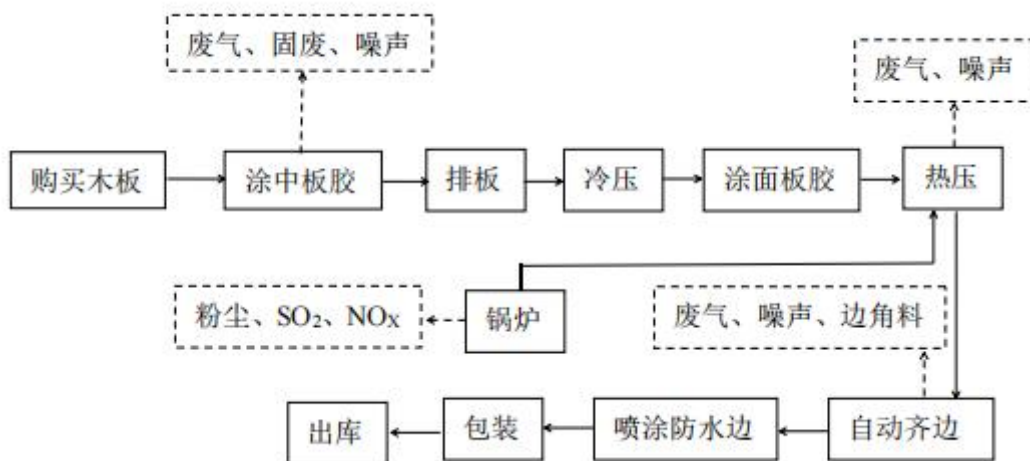 废气、固废、噪声
废气、噪声
购买木板
涂中板胶
排板
冷压
涂面板胶
热压
粉尘、SO₂、NOX
锅炉
废气、噪声、边角料
出库
包装
喷涂防水边
自动齐边